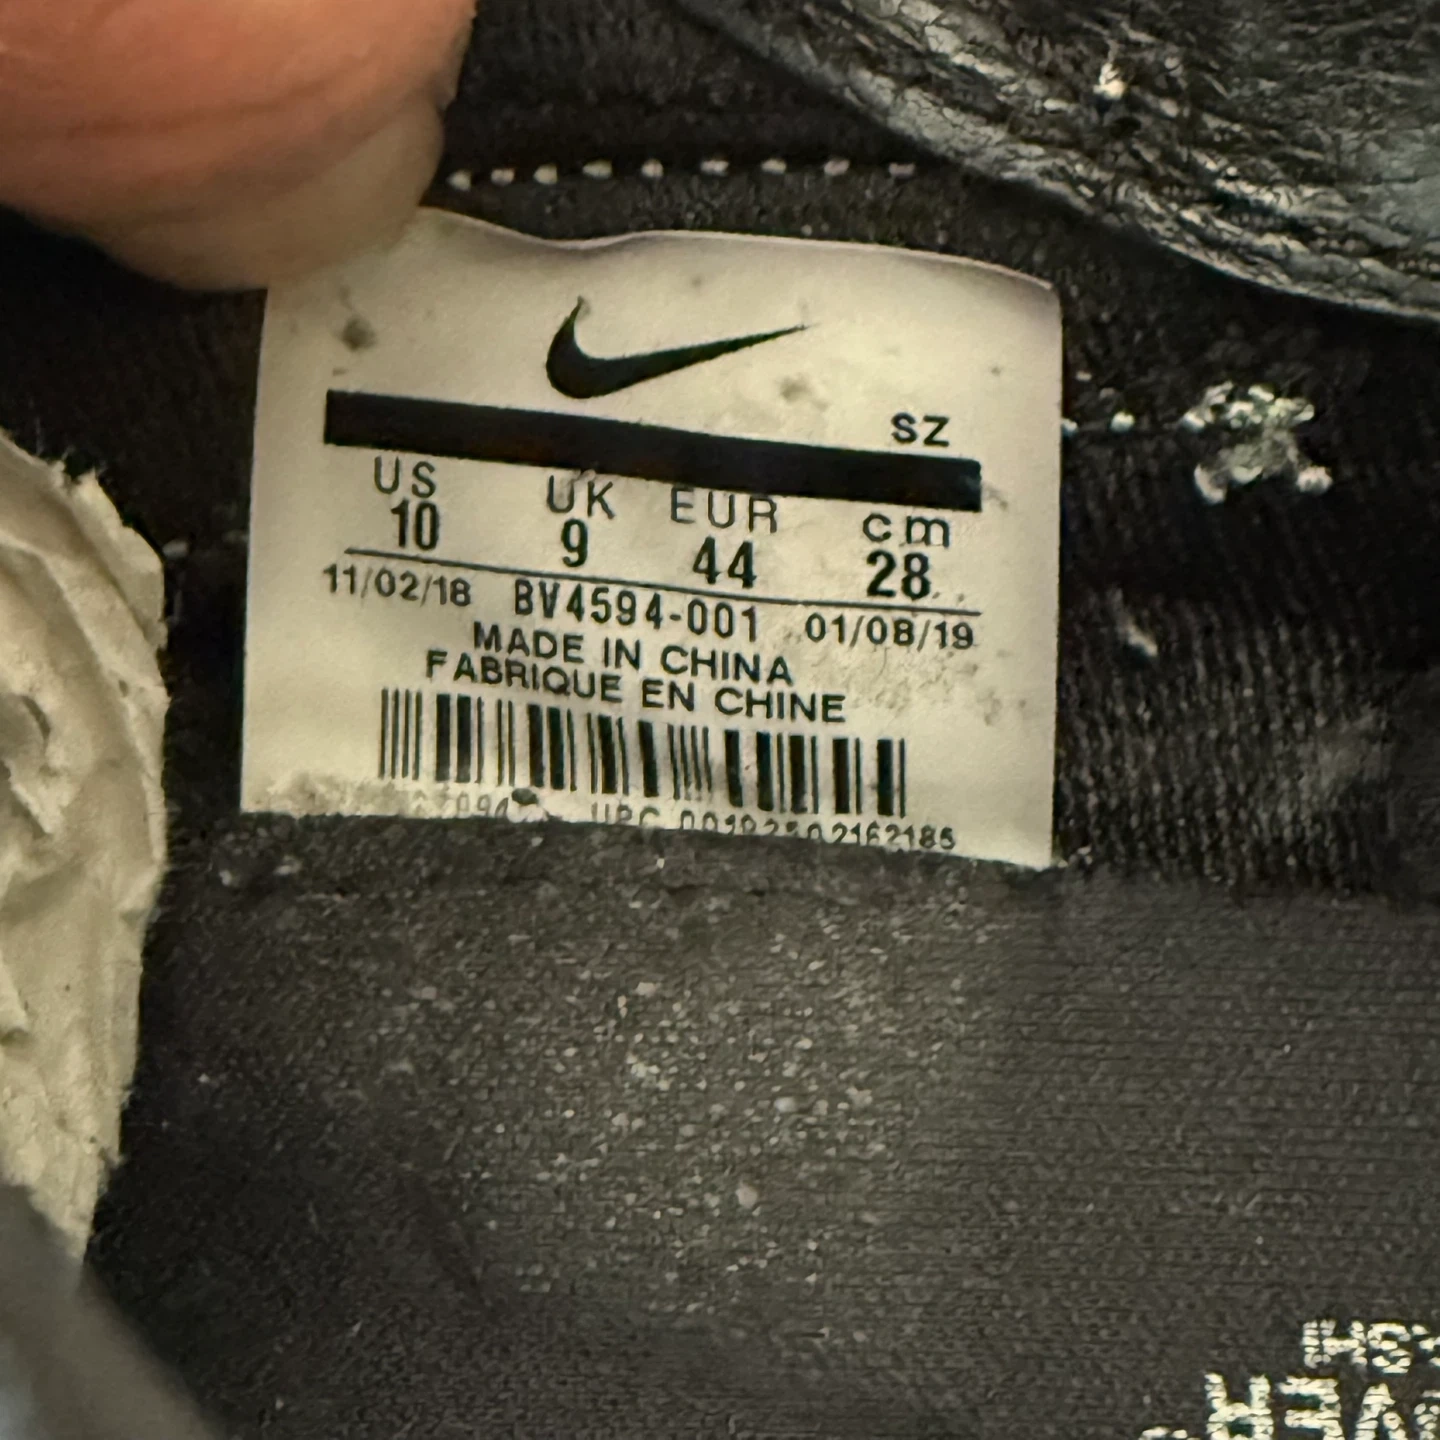 SZ
US UK EUR cm
10 9 44 28
11/02/18 BV4594-001 01/08/19
MADE IN CHINA
FABRIQUE EN CHINE
UPC